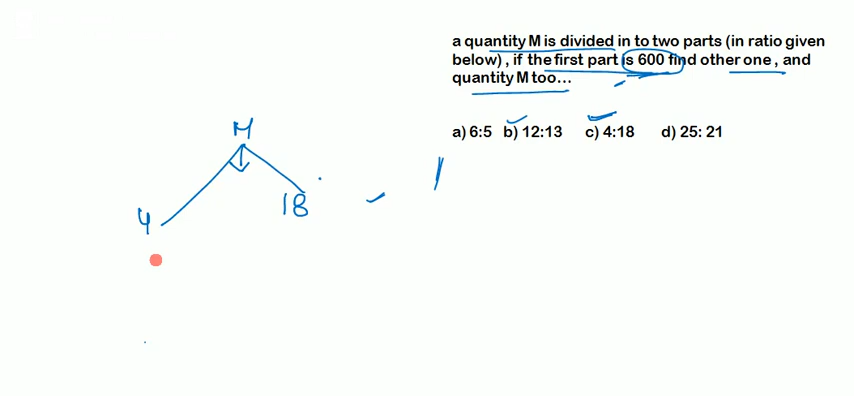 a quantity M is divided in to two parts (in ratio given
below) , if the first part is 600 find other one , and
quantity M too...
a) 6:5 b) 12:13 c) 4:18 d) 25: 21
M
4
18